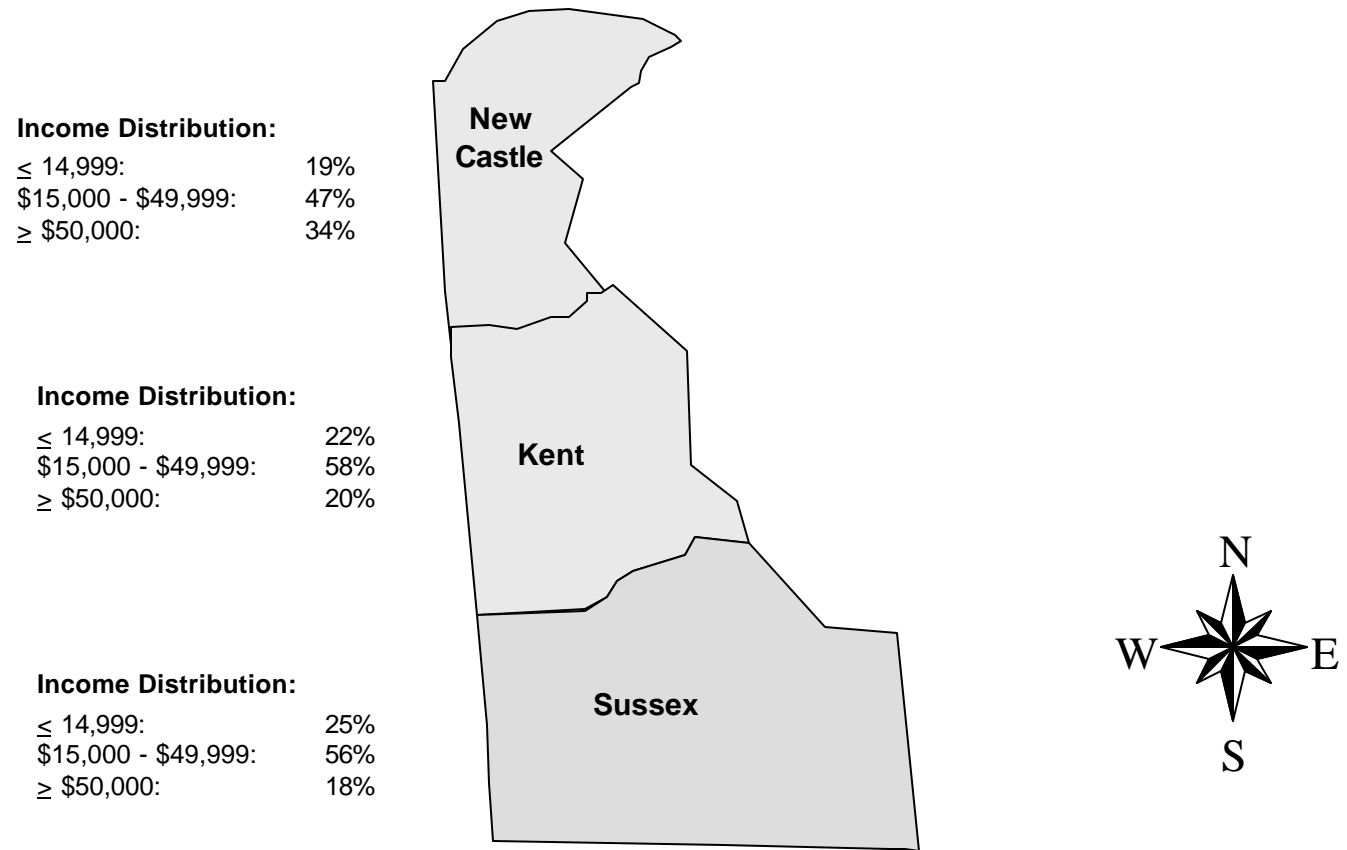 New
Castle
Income Distribution:
≤ 14,999: 19%
$15,000 - $49,999: 47%
≥ $50,000: 34%
Income Distribution:
≤ 14,999: 22%
$15,000 - $49,999: 58%
≥ $50,000: 20%
Kent
Income Distribution:
≤ 14,999: 25%
$15,000 - $49,999: 56%
≥ $50,000: 18%
Sussex
N
W E
S